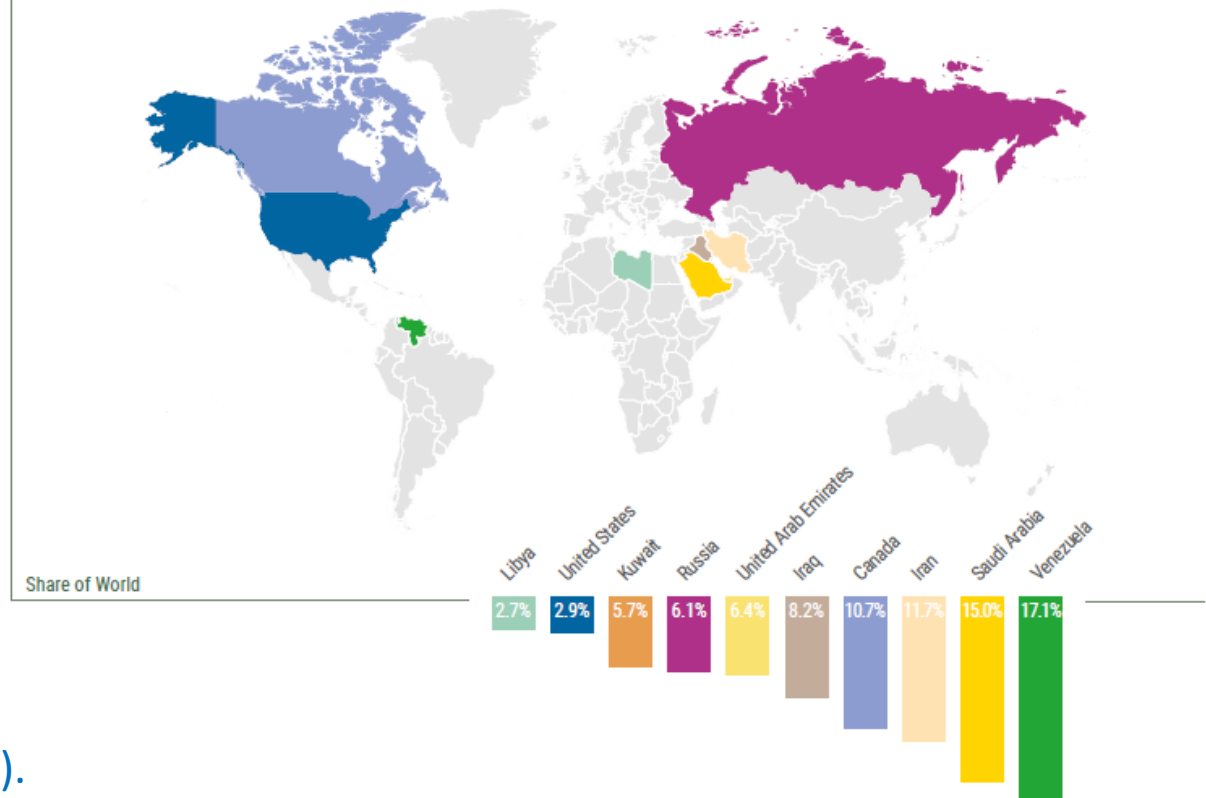 Share of World
Libya
United States
Kuwait
Russia
United Arab Emirates
Iraq
Canada
Iran
Saudi Arabia
Venezuela
2.7% 2.9% 5.7% 6.1% 6.4% 8.2% 10.7% 11.7% 15.0% 17.1%
).